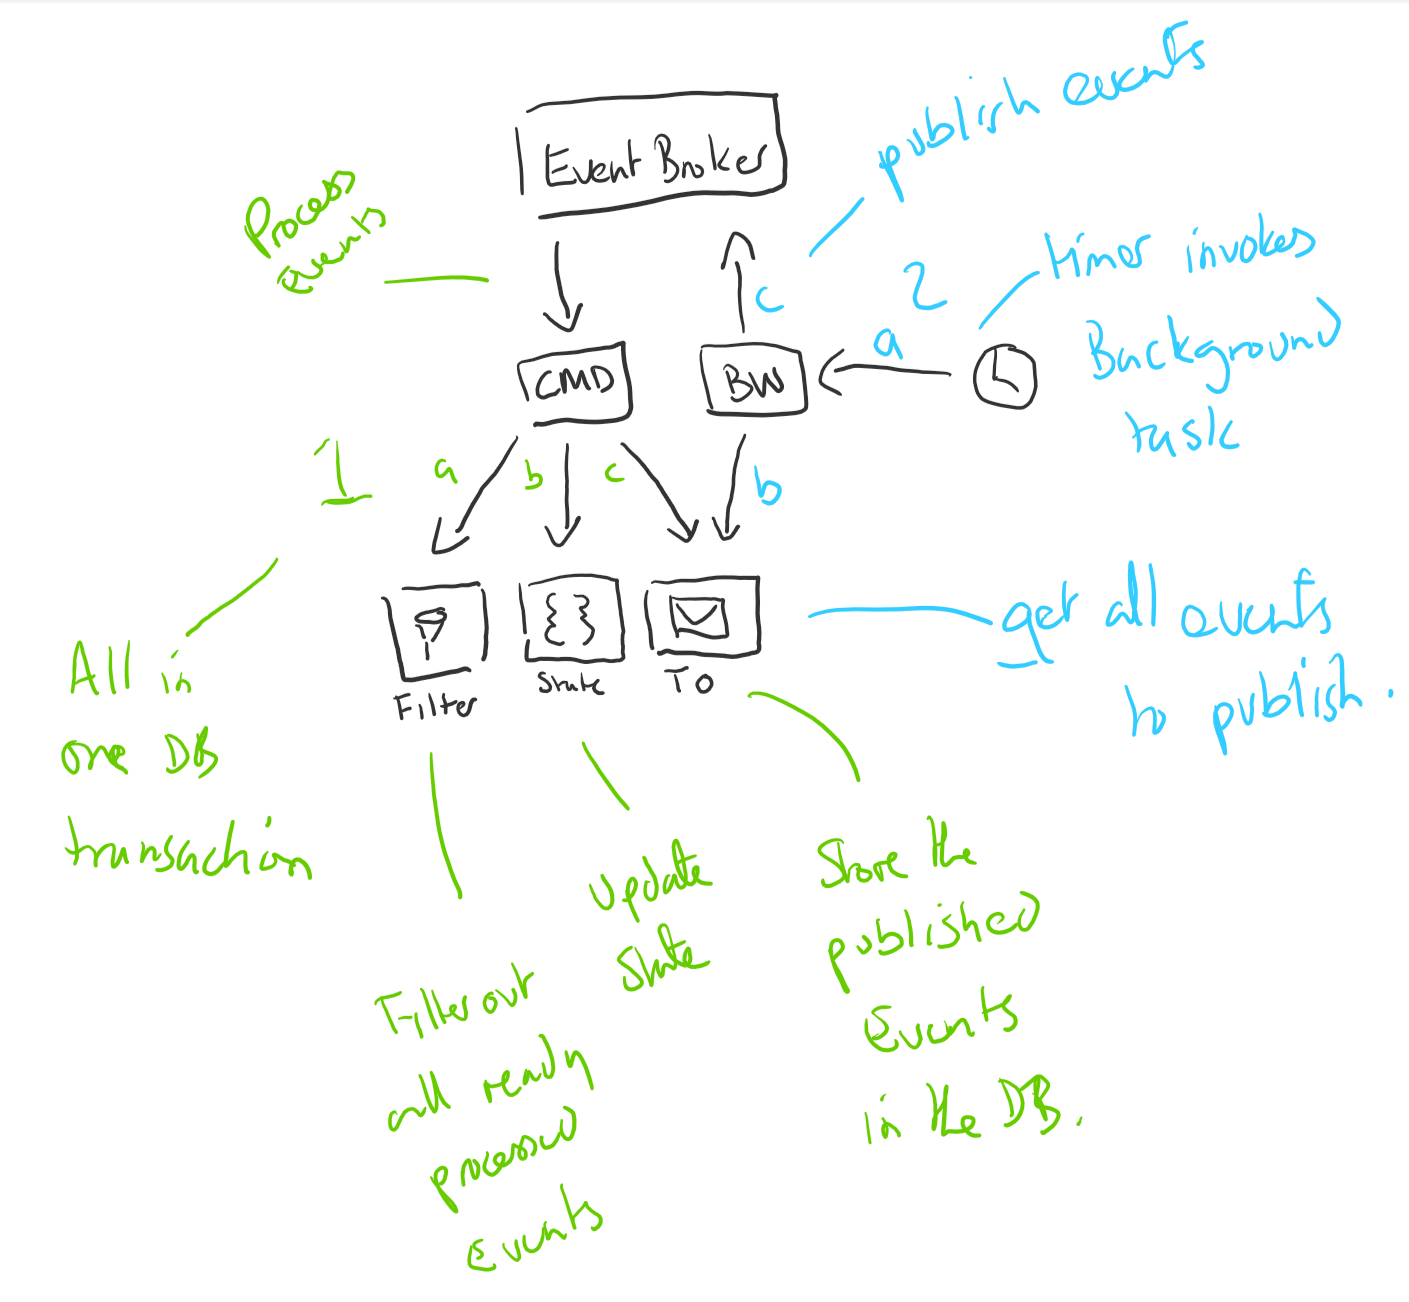 publish events
Event Broker
Process
events
c
2
timer invokes
Background
task
a
CMD
BW
1
a
b
c
b
{ }
Filter
State
TO
get all events
to publish.
All in
one DB
transaction
Filter out
all ready
processed
events
update
state
Store the
published
Events
in the DB.